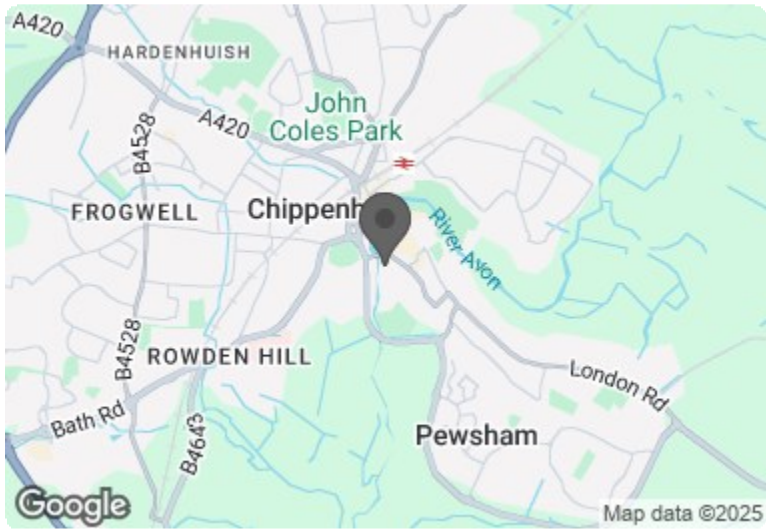 A420
HARDENHUISH
John
Coles Park
A420
B4528
FROGWELL
Chippenh
River Avon
B4528
ROWDEN HILL
London Rd
Bath Rd
B4643
Pewsham
Google
Map data ©2025